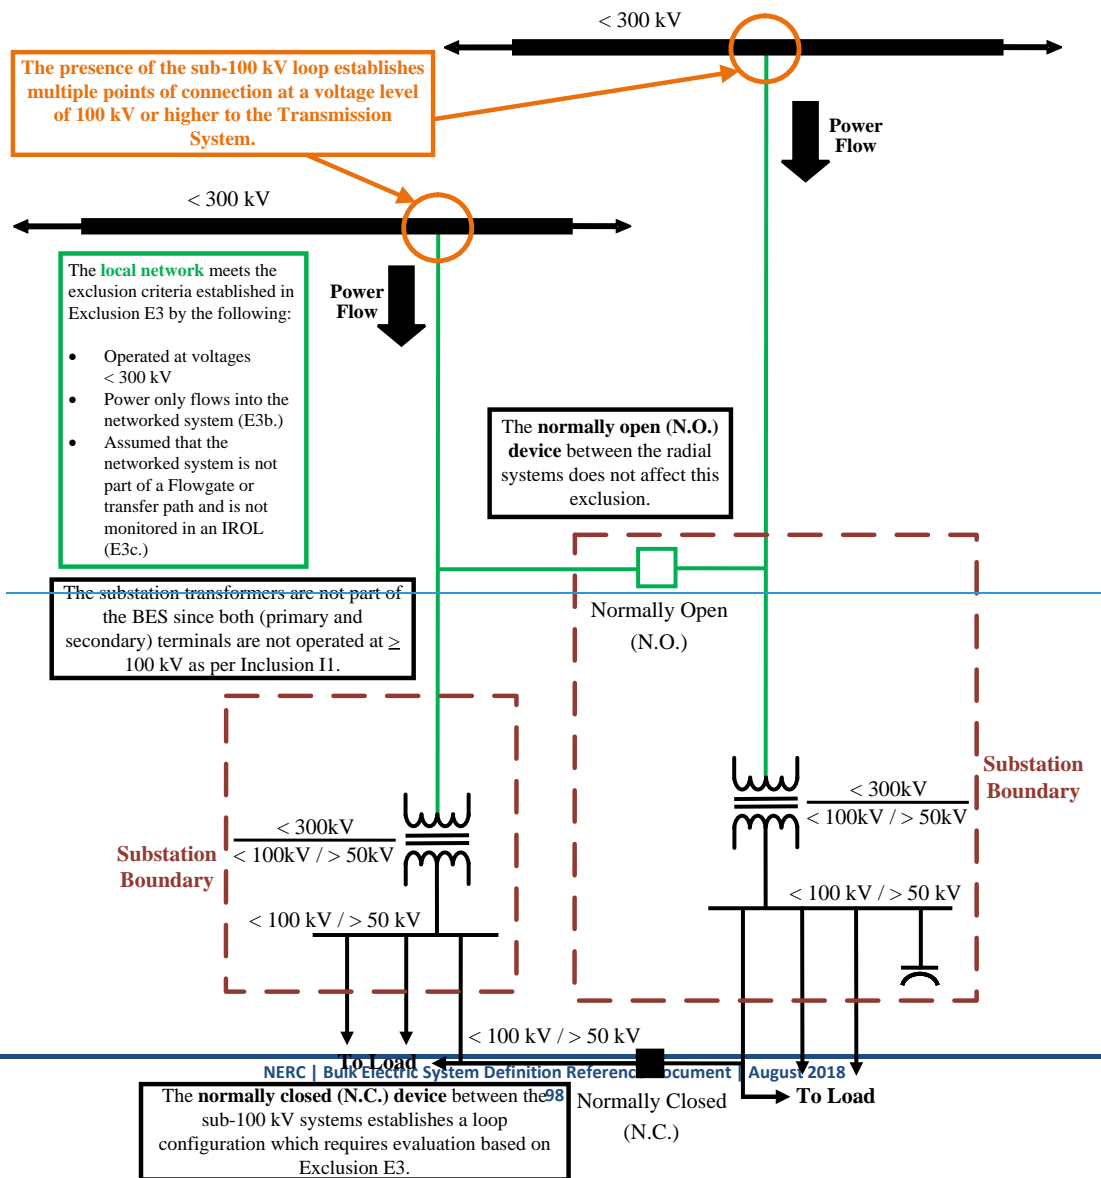 < 300 kV
The presence of the sub-100 kV loop establishes
multiple points of connection at a voltage level
of 100 kV or higher to the Transmission
System.
Power
Flow
< 300 kV
The local network meets the
exclusion criteria established in
Exclusion E3 by the following:
• Operated at voltages
< 300 kV
• Power only flows into the
networked system (E3b.)
• Assumed that the
networked system is not
part of a Flowgate or
transfer path and is not
monitored in an IROL
(E3c.)
Power
Flow
The normally open (N.O.)
device between the radial
systems does not affect this
exclusion.
The substation transformers are not part of
the BES since both (primary and
secondary) terminals are not operated at ≥
100 kV as per Inclusion I1.
Normally Open
(N.O.)
Substation
Boundary
< 300kV
< 100kV / > 50kV
< 300kV
< 100kV / > 50kV
Substation
Boundary
< 100 kV / > 50 kV
< 100 kV / > 50 kV
< 100 kV / > 50 kV
To Load
NERC | Bulk Electric System Definition Reference Document | August 2018
98
To Load
Normally Closed
(N.C.)
The normally closed (N.C.) device between the
sub-100 kV systems establishes a loop
configuration which requires evaluation based on
Exclusion E3.